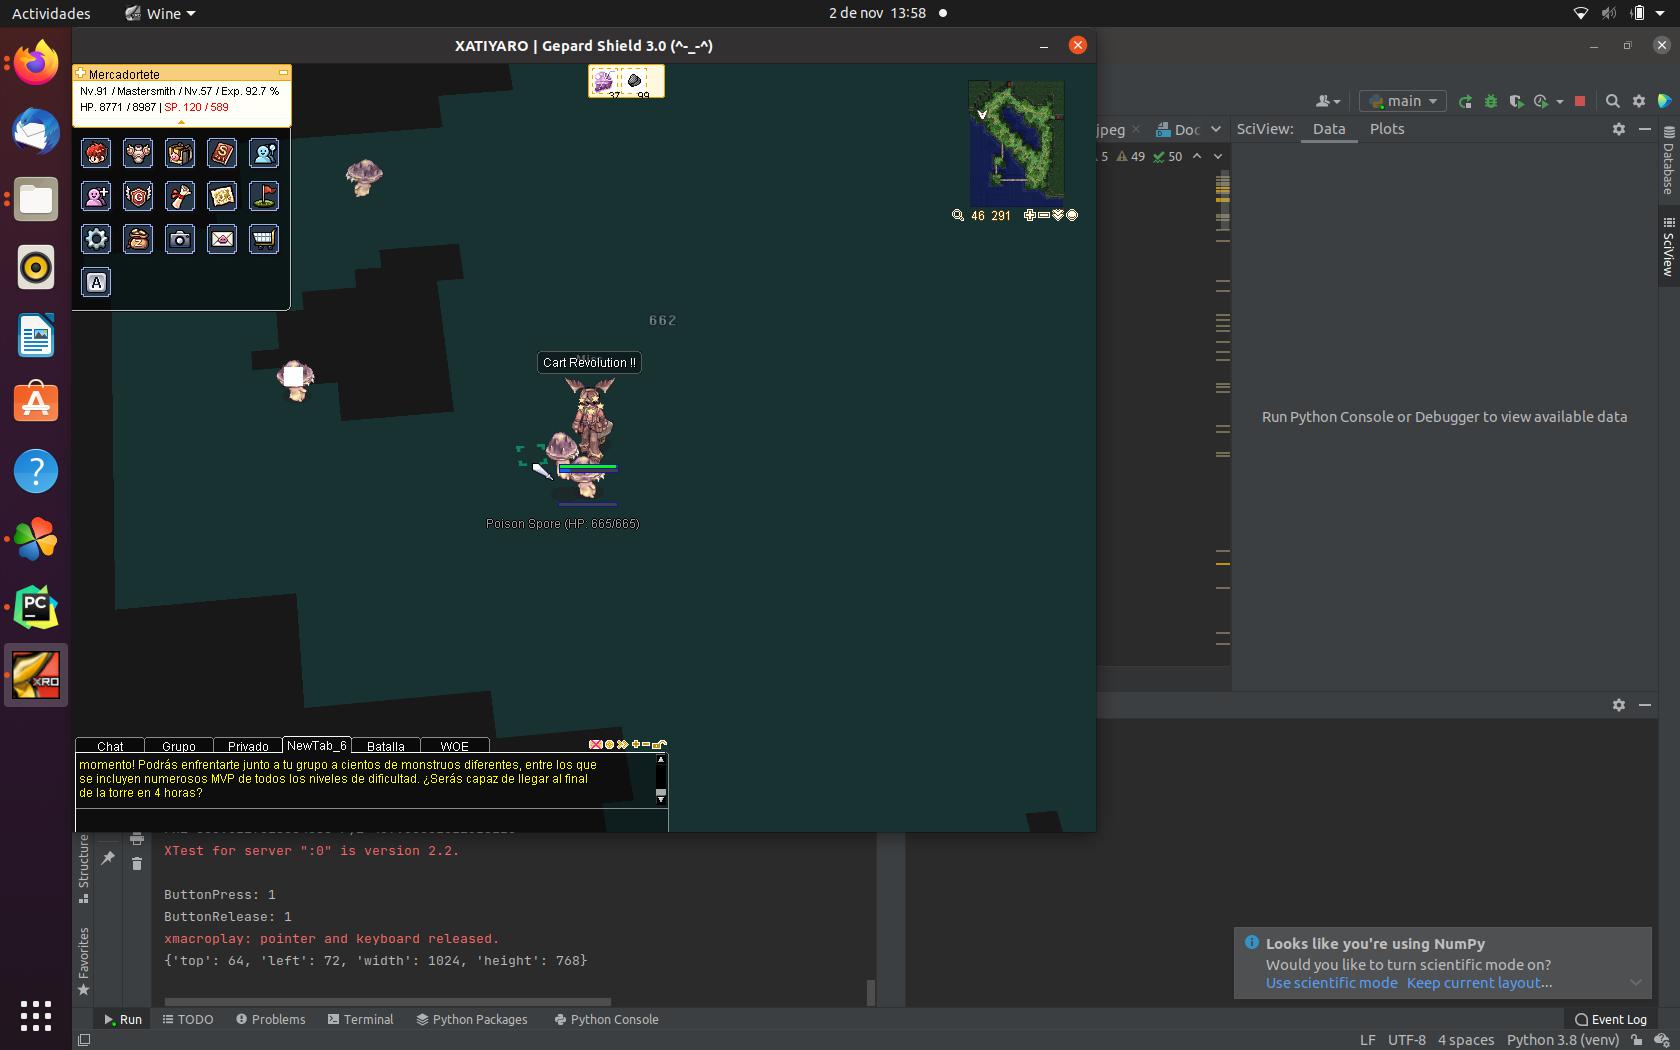 Actividades
Wine
2 de nov 13:58
XATIYARO | Gepard Shield 3.0 (^-_-^)
Mercadortete
Nv.91 / Mastersmith / Nv.57 / Exp. 92.7 %
HP. 8771 / 8987 | SP. 120 / 589
37
99
A
46 291
662
Cart Revolution !!
Poison Spore (HP: 665/665)
Chat
Grupo
Privado
NewTab_6
Batalla
WOE
momento! Podrás enfrentarte junto a tu grupo a cientos de monstruos diferentes, entre los que
se incluyen numerosos MVP de todos los niveles de dificultad. ¿Serás capaz de llegar al final
de la torre en 4 horas?
main
jpeg
Doc
SciView:
Data
Plots
5
49
50
Database
SciView
Run Python Console or Debugger to view available data
PC
XRO
Structure
Favorites
XTest for server ":0" is version 2.2.
ButtonPress: 1
ButtonRelease: 1
xmacroplay: pointer and keyboard released.
{'top': 64, 'left': 72, 'width': 1024, 'height': 768}
Looks like you're using NumPy
Would you like to turn scientific mode on?
Use scientific mode Keep current layout...
Run
TODO
Problems
Terminal
Python Packages
Python Console
Event Log
LF UTF-8 4 spaces Python 3.8 (venv)